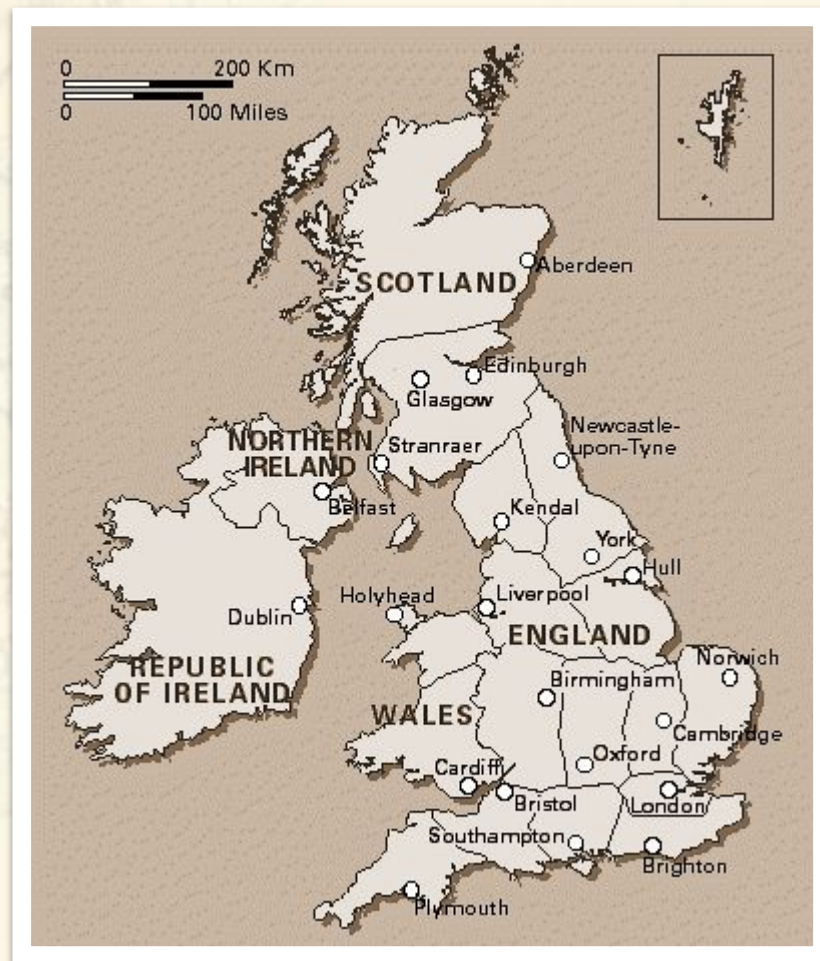 0 200 Km
0 100 Miles
Aberdeen
SCOTLAND
Edinburgh
Glasgow
Newcastle-
upon-Tyne
NORTHERN
IRELAND
Stranraer
Belfast
Kendal
York
Hull
Holyhead
Liverpool
Dublin
ENGLAND
REPUBLIC
OF IRELAND
Norwich
Birmingham
WALES
Cambridge
Oxford
Cardiff
Bristol
London
Southampton
Brighton
Plymouth